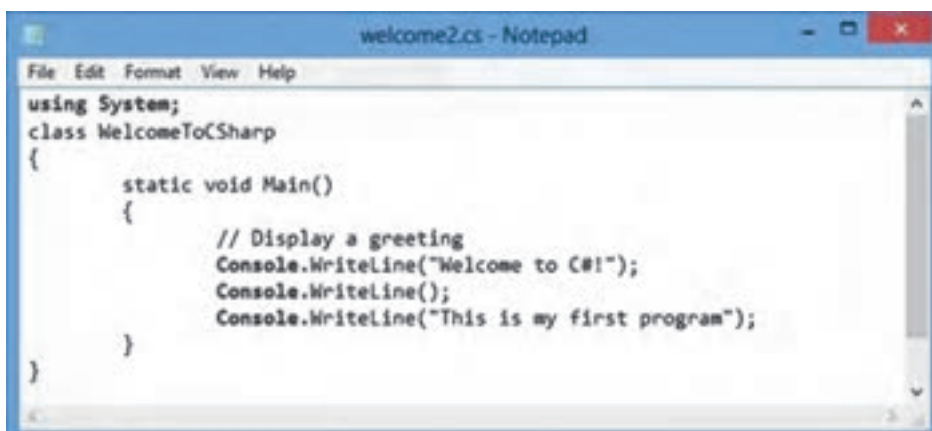 welcome2.cs - Notepad
File Edit Format View Help
using System;
class WelcomeToCSharp
{
        static void Main()
        {
                // Display a greeting
                Console.WriteLine("Welcome to C#!");
                Console.WriteLine();
                Console.WriteLine("This is my first program");
        }
}